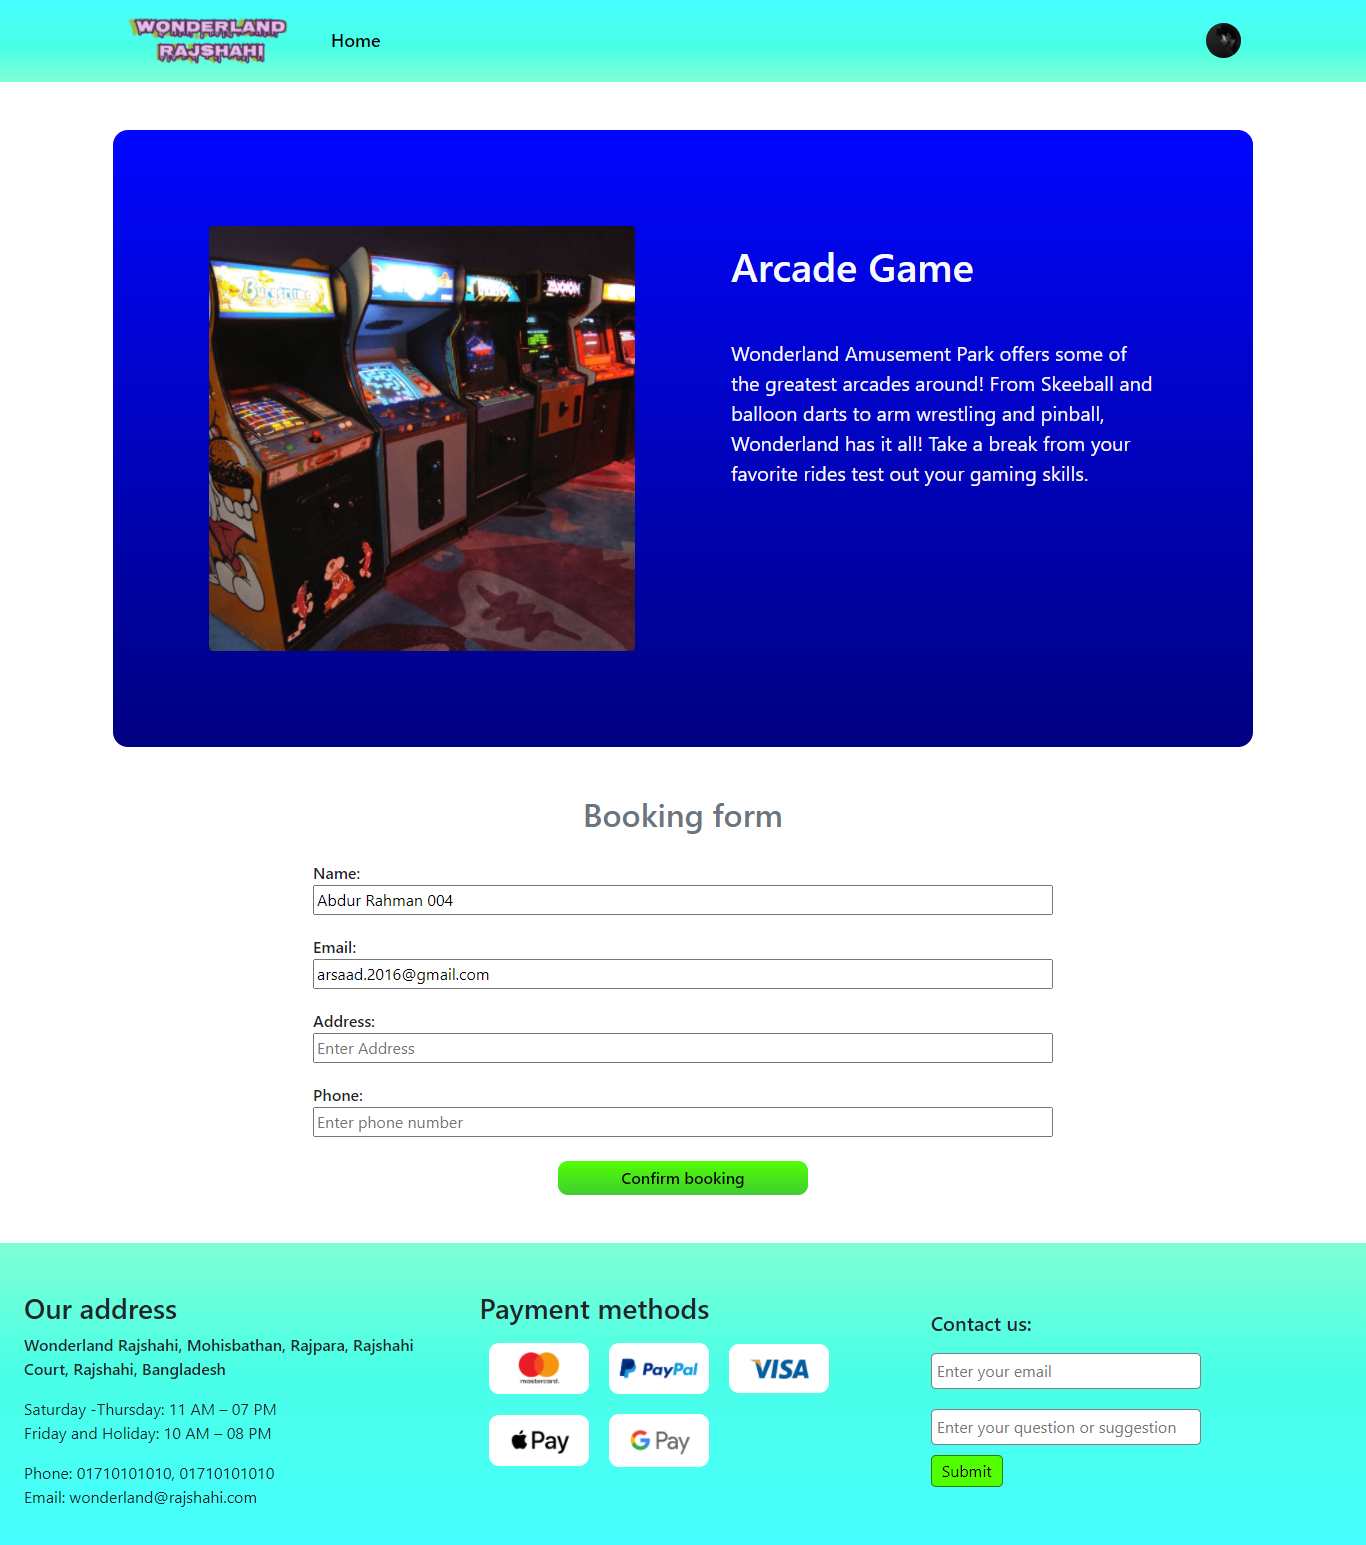 WONDERLAND
RAJSHAHI
Home
Burgertime
ZAXXON
Arcade Game
Wonderland Amusement Park offers some of
the greatest arcades around! From Skeeball and
balloon darts to arm wrestling and pinball,
Wonderland has it all! Take a break from your
favorite rides test out your gaming skills.
Booking form
Name:
Abdur Rahman 004
Email:
arsaad.2016@gmail.com
Address:
Enter Address
Phone:
Enter phone number
Confirm booking
Our address
Wonderland Rajshahi, Mohisbathan, Rajpara, Rajshahi
Court, Rajshahi, Bangladesh
Saturday -Thursday: 11 AM – 07 PM
Friday and Holiday: 10 AM – 08 PM
Phone: 01710101010, 01710101010
Email: wonderland@rajshahi.com
Payment methods
mastercard.
PayPal
VISA
Pay
G Pay
Contact us:
Enter your email
Enter your question or suggestion
Submit